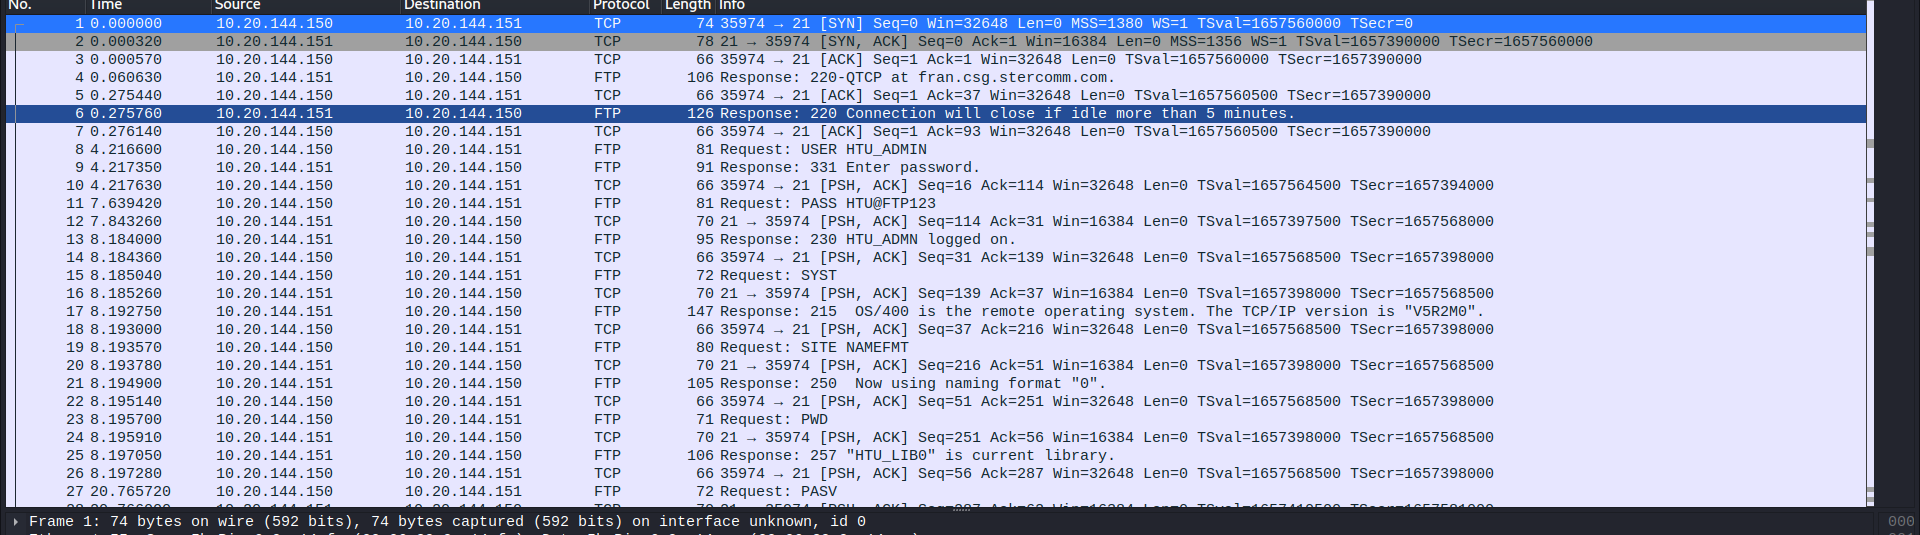 No. Time Source Destination Protocol Length Info
1 0.000000 10.20.144.150 10.20.144.151 TCP 74 35974 → 21 [SYN] Seq=0 Win=32648 Len=0 MSS=1380 WS=1 TSval=1657560000 TSecr=0
2 0.000320 10.20.144.151 10.20.144.150 TCP 78 21 → 35974 [SYN, ACK] Seq=0 Ack=1 Win=16384 Len=0 MSS=1356 WS=1 TSval=1657390000 TSecr=1657560000
3 0.000570 10.20.144.150 10.20.144.151 TCP 66 35974 → 21 [ACK] Seq=1 Ack=1 Win=32648 Len=0 TSval=1657560000 TSecr=1657390000
4 0.060630 10.20.144.151 10.20.144.150 FTP 106 Response: 220-QTCP at fran.csg.stercomm.com.
5 0.275440 10.20.144.150 10.20.144.151 TCP 66 35974 → 21 [ACK] Seq=1 Ack=37 Win=32648 Len=0 TSval=1657560500 TSecr=1657390000
6 0.275760 10.20.144.151 10.20.144.150 FTP 126 Response: 220 Connection will close if idle more than 5 minutes.
7 0.276140 10.20.144.150 10.20.144.151 TCP 66 35974 → 21 [ACK] Seq=1 Ack=93 Win=32648 Len=0 TSval=1657560500 TSecr=1657390000
8 4.216600 10.20.144.150 10.20.144.151 FTP 81 Request: USER HTU_ADMIN
9 4.217350 10.20.144.151 10.20.144.150 FTP 91 Response: 331 Enter password.
10 4.217630 10.20.144.150 10.20.144.151 TCP 66 35974 → 21 [PSH, ACK] Seq=16 Ack=114 Win=32648 Len=0 TSval=1657564500 TSecr=1657394000
11 7.639420 10.20.144.150 10.20.144.151 FTP 81 Request: PASS HTU@FTP123
12 7.843260 10.20.144.151 10.20.144.150 TCP 70 21 → 35974 [PSH, ACK] Seq=114 Ack=31 Win=16384 Len=0 TSval=1657397500 TSecr=1657568000
13 8.184000 10.20.144.151 10.20.144.150 FTP 95 Response: 230 HTU_ADMN logged on.
14 8.184360 10.20.144.150 10.20.144.151 TCP 66 35974 → 21 [PSH, ACK] Seq=31 Ack=139 Win=32648 Len=0 TSval=1657568500 TSecr=1657398000
15 8.185040 10.20.144.150 10.20.144.151 FTP 72 Request: SYST
16 8.185260 10.20.144.151 10.20.144.150 TCP 70 21 → 35974 [PSH, ACK] Seq=139 Ack=37 Win=16384 Len=0 TSval=1657398000 TSecr=1657568500
17 8.192750 10.20.144.151 10.20.144.150 FTP 147 Response: 215  OS/400 is the remote operating system. The TCP/IP version is "V5R2M0".
18 8.193000 10.20.144.150 10.20.144.151 TCP 66 35974 → 21 [PSH, ACK] Seq=37 Ack=216 Win=32648 Len=0 TSval=1657568500 TSecr=1657398000
19 8.193570 10.20.144.150 10.20.144.151 FTP 80 Request: SITE NAMEFMT
20 8.193780 10.20.144.151 10.20.144.150 TCP 70 21 → 35974 [PSH, ACK] Seq=216 Ack=51 Win=16384 Len=0 TSval=1657398000 TSecr=1657568500
21 8.194900 10.20.144.151 10.20.144.150 FTP 105 Response: 250  Now using naming format "0".
22 8.195140 10.20.144.150 10.20.144.151 TCP 66 35974 → 21 [PSH, ACK] Seq=51 Ack=251 Win=32648 Len=0 TSval=1657568500 TSecr=1657398000
23 8.195700 10.20.144.150 10.20.144.151 FTP 71 Request: PWD
24 8.195910 10.20.144.151 10.20.144.150 TCP 70 21 → 35974 [PSH, ACK] Seq=251 Ack=56 Win=16384 Len=0 TSval=1657398000 TSecr=1657568500
25 8.197050 10.20.144.151 10.20.144.150 FTP 106 Response: 257 "HTU_LIB0" is current library.
26 8.197280 10.20.144.150 10.20.144.151 TCP 66 35974 → 21 [PSH, ACK] Seq=56 Ack=287 Win=32648 Len=0 TSval=1657568500 TSecr=1657398000
27 20.765720 10.20.144.150 10.20.144.151 FTP 72 Request: PASV
Frame 1: 74 bytes on wire (592 bits), 74 bytes captured (592 bits) on interface unknown, id 0
000